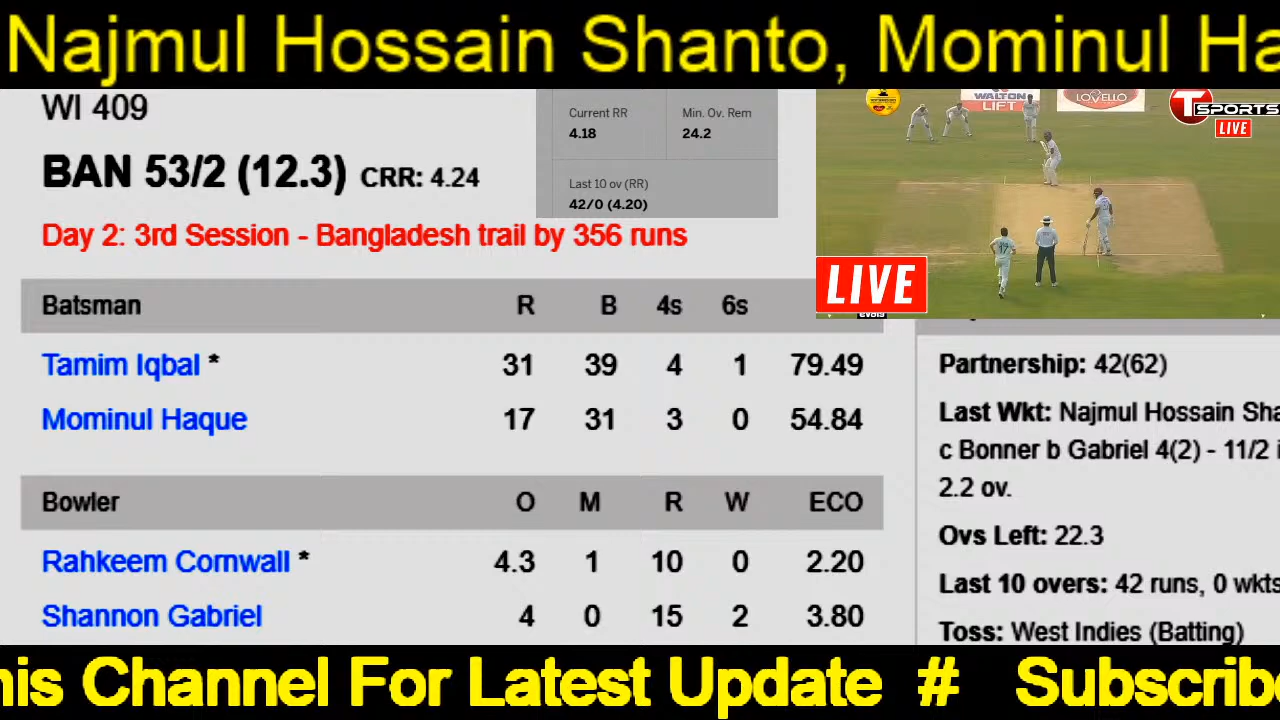 Najmul Hossain Shanto, Mominul Ha
WI 409
BAN 53/2 (12.3) CRR: 4.24
Day 2: 3rd Session - Bangladesh trail by 356 runs
Current RR
4.18
Min. Ov. Rem
24.2
Last 10 ov (RR)
42/0 (4.20)
WALTON
LIFT
LOVELLO
T SPORTS
LIVE
17
LIVE
Batsman R B 4s 6s
Tamim Iqbal * 31 39 4 1 79.49
Mominul Haque 17 31 3 0 54.84
Bowler O M R W ECO
Rahkeem Cornwall * 4.3 1 10 0 2.20
Shannon Gabriel 4 0 15 2 3.80
Partnership: 42(62)
Last Wkt: Najmul Hossain Sha
c Bonner b Gabriel 4(2) - 11/2 i
2.2 ov.
Ovs Left: 22.3
Last 10 overs: 42 runs, 0 wkts
Toss: West Indies (Batting)
his Channel For Latest Update # Subscribe